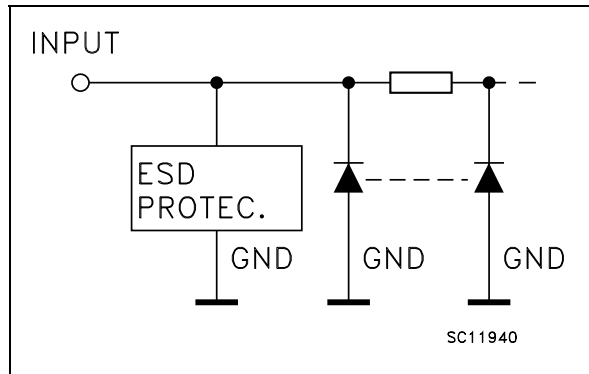 INPUT
ESD
PROTEC.
GND
GND
GND
SC11940